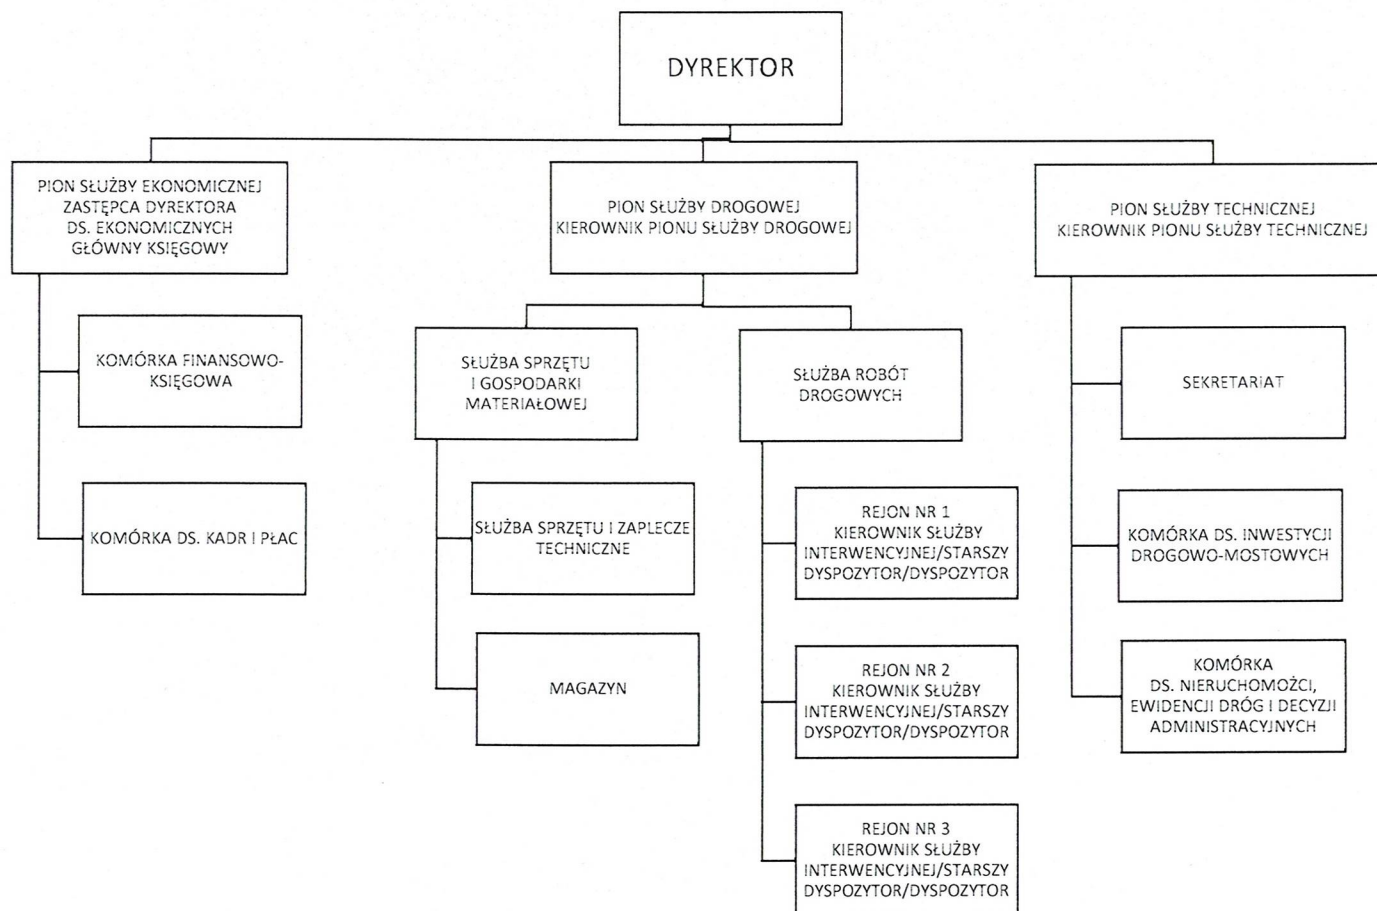 DYREKTOR
PION SŁUŻBY EKONOMICZNEJ
ZASTĘPCA DYREKTORA
DS. EKONOMICZNYCH
GŁÓWNY KSIĘGOWY
KOMÓRKA FINANSOWO-
KSIĘGOWA
KOMÓRKA DS. KADR I PŁAC
PION SŁUŻBY DROGOWEJ
KIEROWNIK PIONU SŁUŻBY DROGOWEJ
SŁUŻBA SPRZĘTU
I GOSPODARKI
MATERIAŁOWEJ
SŁUŻBA SPRZĘTU I ZAPLECZE
TECHNICZNE
MAGAZYN
SŁUŻBA ROBÓT
DROGOWYCH
REJON NR 1
KIEROWNIK SŁUŻBY
INTERWENCYJNEJ/STARSZY
DYSPOZYTOR/DYSPOZYTOR
REJON NR 2
KIEROWNIK SŁUŻBY
INTERWENCYJNEJ/STARSZY
DYSPOZYTOR/DYSPOZYTOR
REJON NR 3
KIEROWNIK SŁUŻBY
INTERWENCYJNEJ/STARSZY
DYSPOZYTOR/DYSPOZYTOR
PION SŁUŻBY TECHNICZNEJ
KIEROWNIK PIONU SŁUŻBY TECHNICZNEJ
SEKRETARIAT
KOMÓRKA DS. INWESTYCJI
DROGOWO-MOSTOWYCH
KOMÓRKA
DS. NIERUCHOMOŚCI,
EWIDENCJI DRÓG I DECYZJI
ADMINISTRACYJNYCH